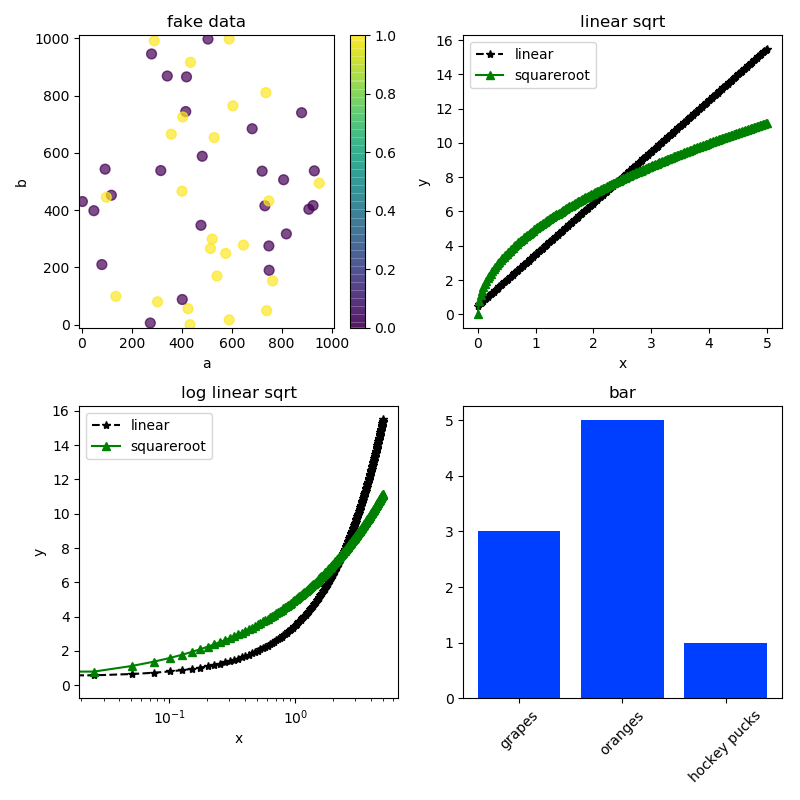 fake data
1000
800
600
400
200
0
b
0 200 400 600 800 1000
a
1.0
0.8
0.6
0.4
0.2
0.0
linear sqrt
linear
squareroot
16
14
12
10
8
6
4
2
0
y
0 1 2 3 4 5
x
log linear sqrt
linear
squareroot
16
14
12
10
8
6
4
2
0
y
10⁻¹ 10⁰
x
bar
5
4
3
2
1
0
grapes
oranges
hockey pucks